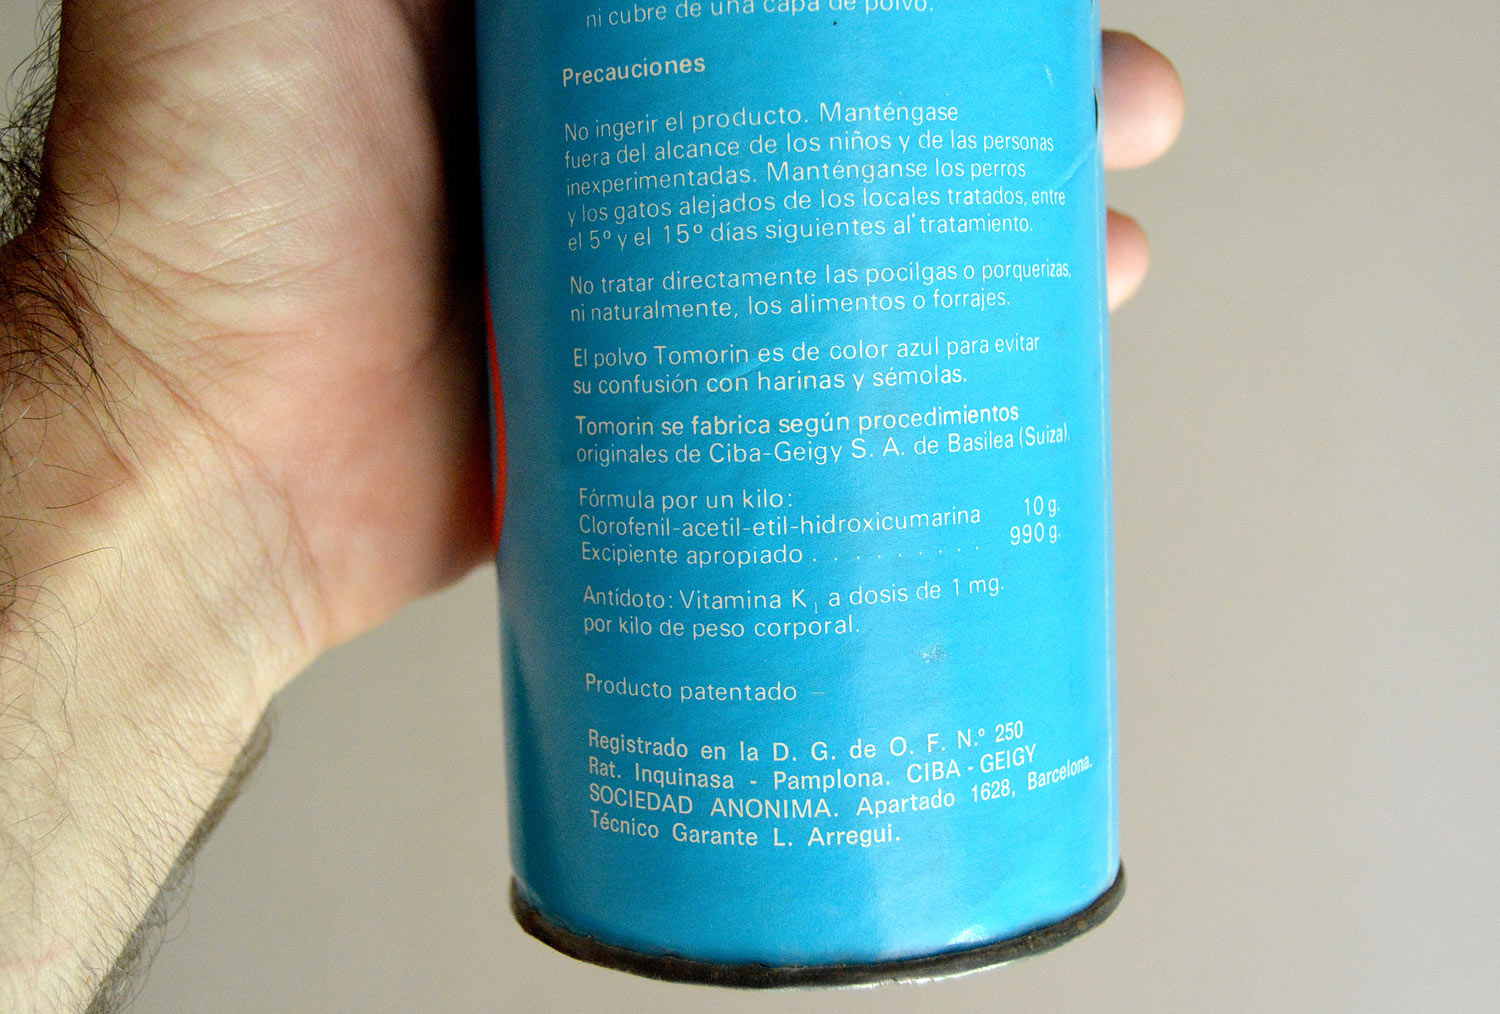 ni cubre de una capa de polvo.
Precauciones
No ingerir el producto. Manténgase
fuera del alcance de los niños y de las personas
inexperimentadas. Manténganse los perros
y los gatos alejados de los locales tratados, entre
el 5º y el 15º días siguientes al tratamiento.
No tratar directamente las pocilgas o porquerizas,
ni naturalmente, los alimentos o forrajes.
El polvo Tomorin es de color azul para evitar
su confusión con harinas y sémolas.
Tomorin se fabrica según procedimientos
originales de Ciba-Geigy S. A. de Basilea (Suiza)
Fórmula por un kilo:
Clorofenil-acetil-etil-hidroxicumarina 10 g.
Excipiente apropiado . . . . . . . . . . 990 g.
Antídoto: Vitamina K₁ a dosis de 1 mg.
por kilo de peso corporal.
Producto patentado —
Registrado en la D. G. de O. F. N.º 250
Rat. Inquinasa - Pamplona. CIBA - GEIGY
SOCIEDAD ANONIMA. Apartado 1628, Barcelona.
Técnico Garante L. Arregui.